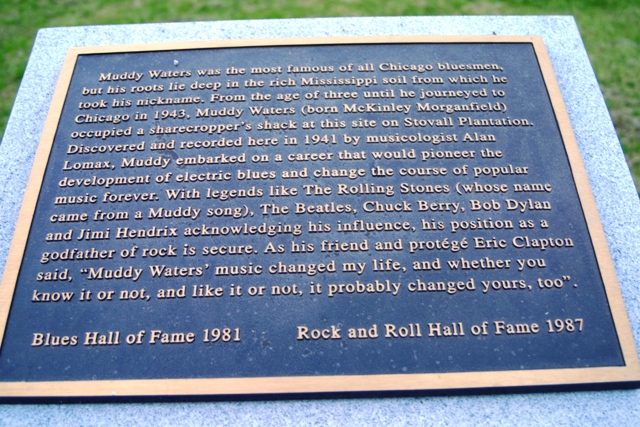 Muddy Waters was the most famous of all Chicago bluesmen,
but his roots lie deep in the rich Mississippi soil from which he
took his nickname. From the age of three until he journeyed to
Chicago in 1943, Muddy Waters (born McKinley Morganfield)
occupied a sharecropper's shack at this site on Stovall Plantation.
Discovered and recorded here in 1941 by musicologist Alan
Lomax, Muddy embarked on a career that would pioneer the
development of electric blues and change the course of popular
music forever. With legends like The Rolling Stones (whose name
came from a Muddy song), The Beatles, Chuck Berry, Bob Dylan
and Jimi Hendrix acknowledging his influence, his position as a
godfather of rock is secure. As his friend and protégé Eric Clapton
said, "Muddy Waters' music changed my life, and whether you
know it or not, and like it or not, it probably changed yours, too".
Blues Hall of Fame 1981 Rock and Roll Hall of Fame 1987